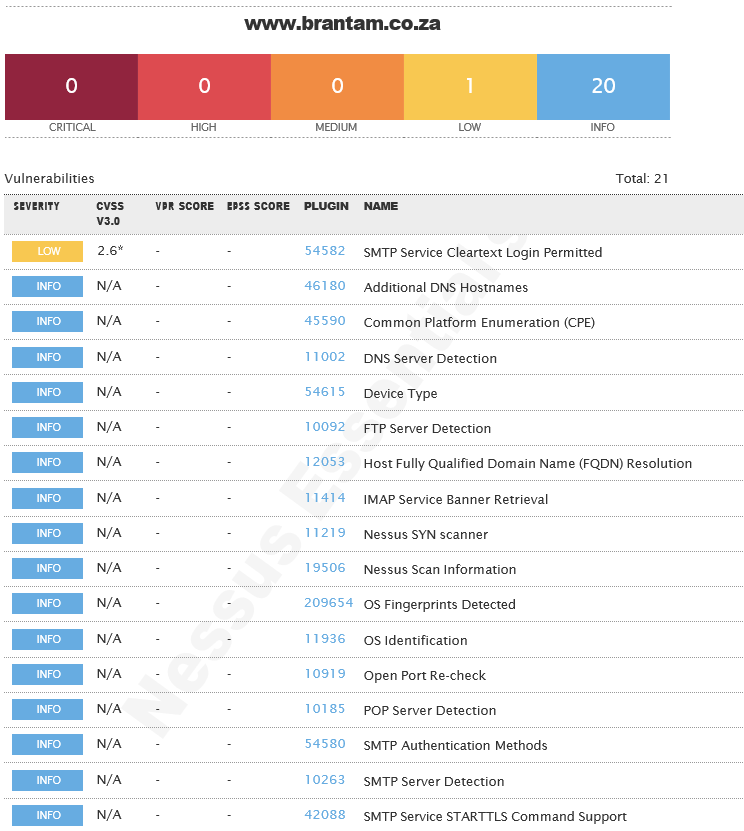 www.brantam.co.za
0 0 0 1 20
CRITICAL HIGH MEDIUM LOW INFO
Vulnerabilities Total: 21
SEVERITY CVSS V3.0 VPR SCORE EPSS SCORE PLUGIN NAME
LOW 2.6* - - 54582 SMTP Service Cleartext Login Permitted
INFO N/A - - 46180 Additional DNS Hostnames
INFO N/A - - 45590 Common Platform Enumeration (CPE)
INFO N/A - - 11002 DNS Server Detection
INFO N/A - - 54615 Device Type
INFO N/A - - 10092 FTP Server Detection
INFO N/A - - 12053 Host Fully Qualified Domain Name (FQDN) Resolution
INFO N/A - - 11414 IMAP Service Banner Retrieval
INFO N/A - - 11219 Nessus SYN scanner
INFO N/A - - 19506 Nessus Scan Information
INFO N/A - - 209654 OS Fingerprints Detected
INFO N/A - - 11936 OS Identification
INFO N/A - - 10919 Open Port Re-check
INFO N/A - - 10185 POP Server Detection
INFO N/A - - 54580 SMTP Authentication Methods
INFO N/A - - 10263 SMTP Server Detection
INFO N/A - - 42088 SMTP Service STARTTLS Command Support
Nessus Essentials